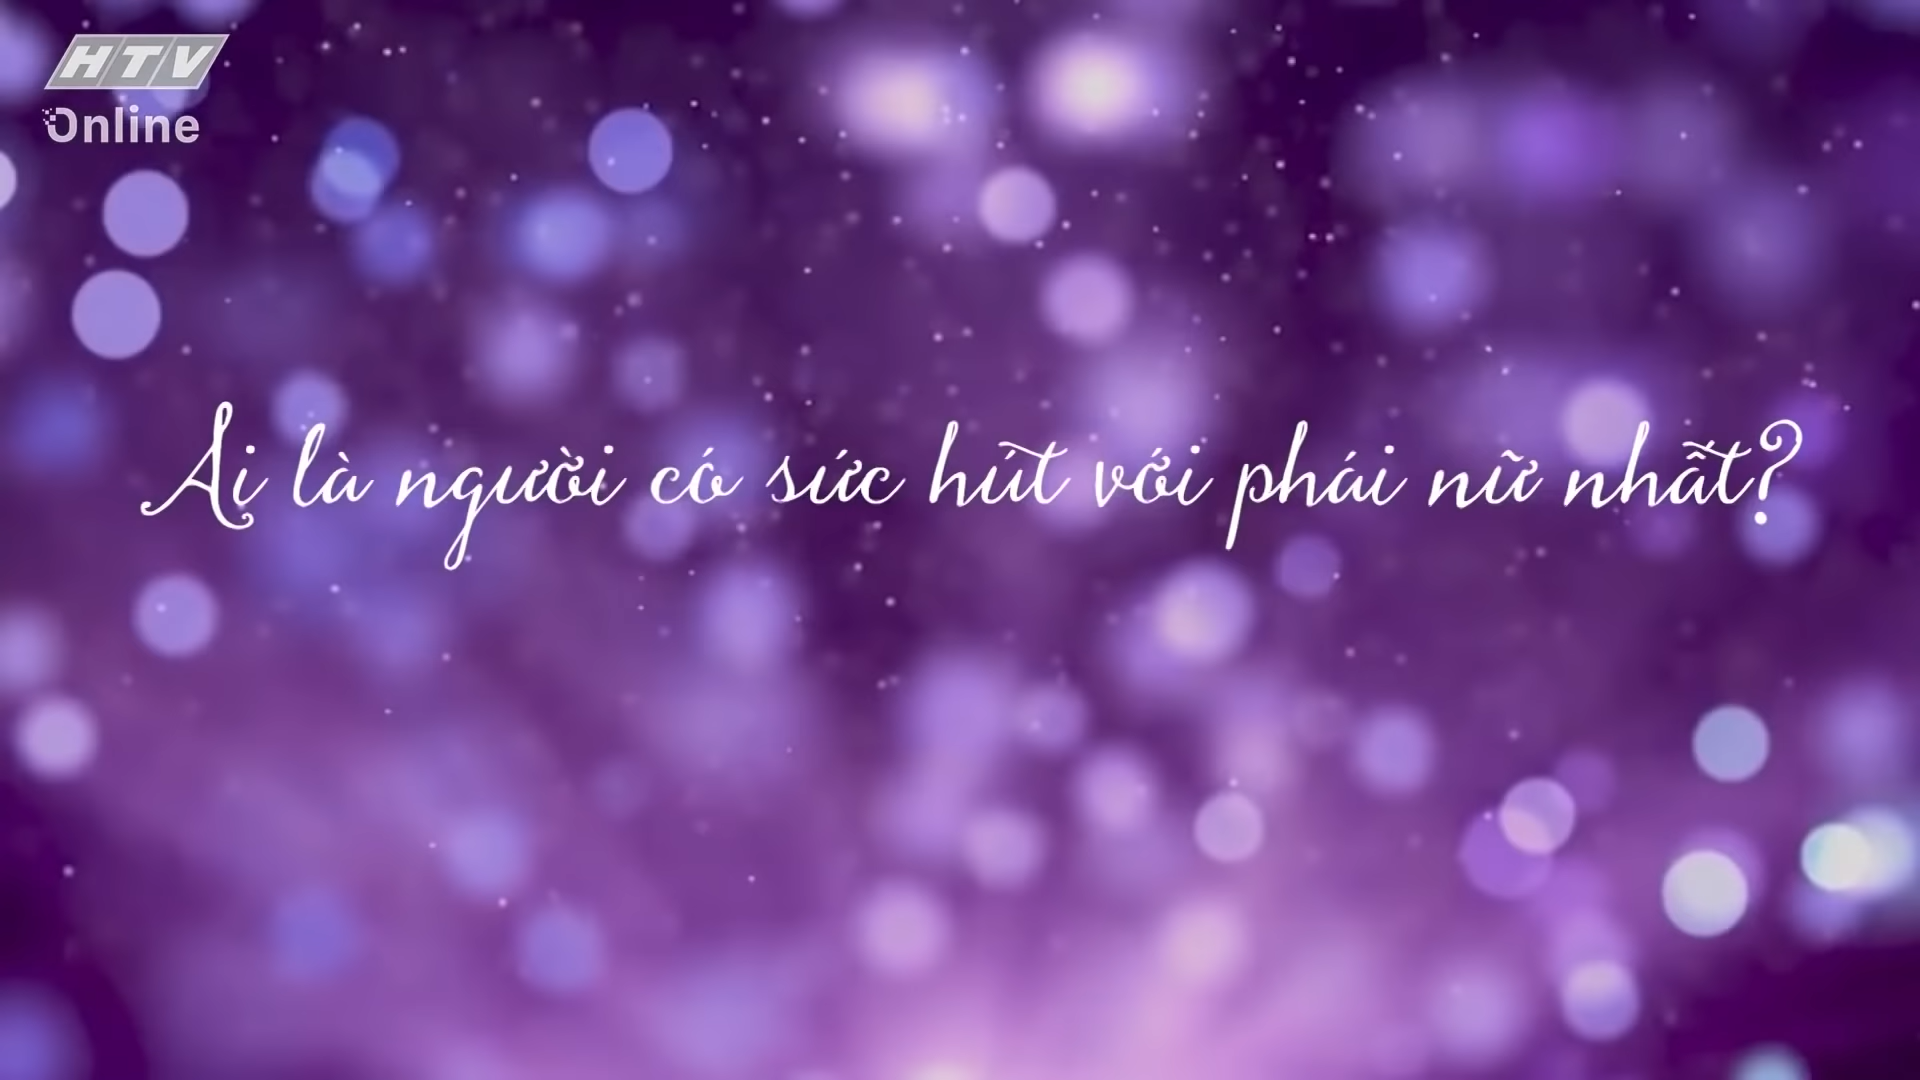 HTV
Online
Ai là người có sức hút với phái nữ nhất?